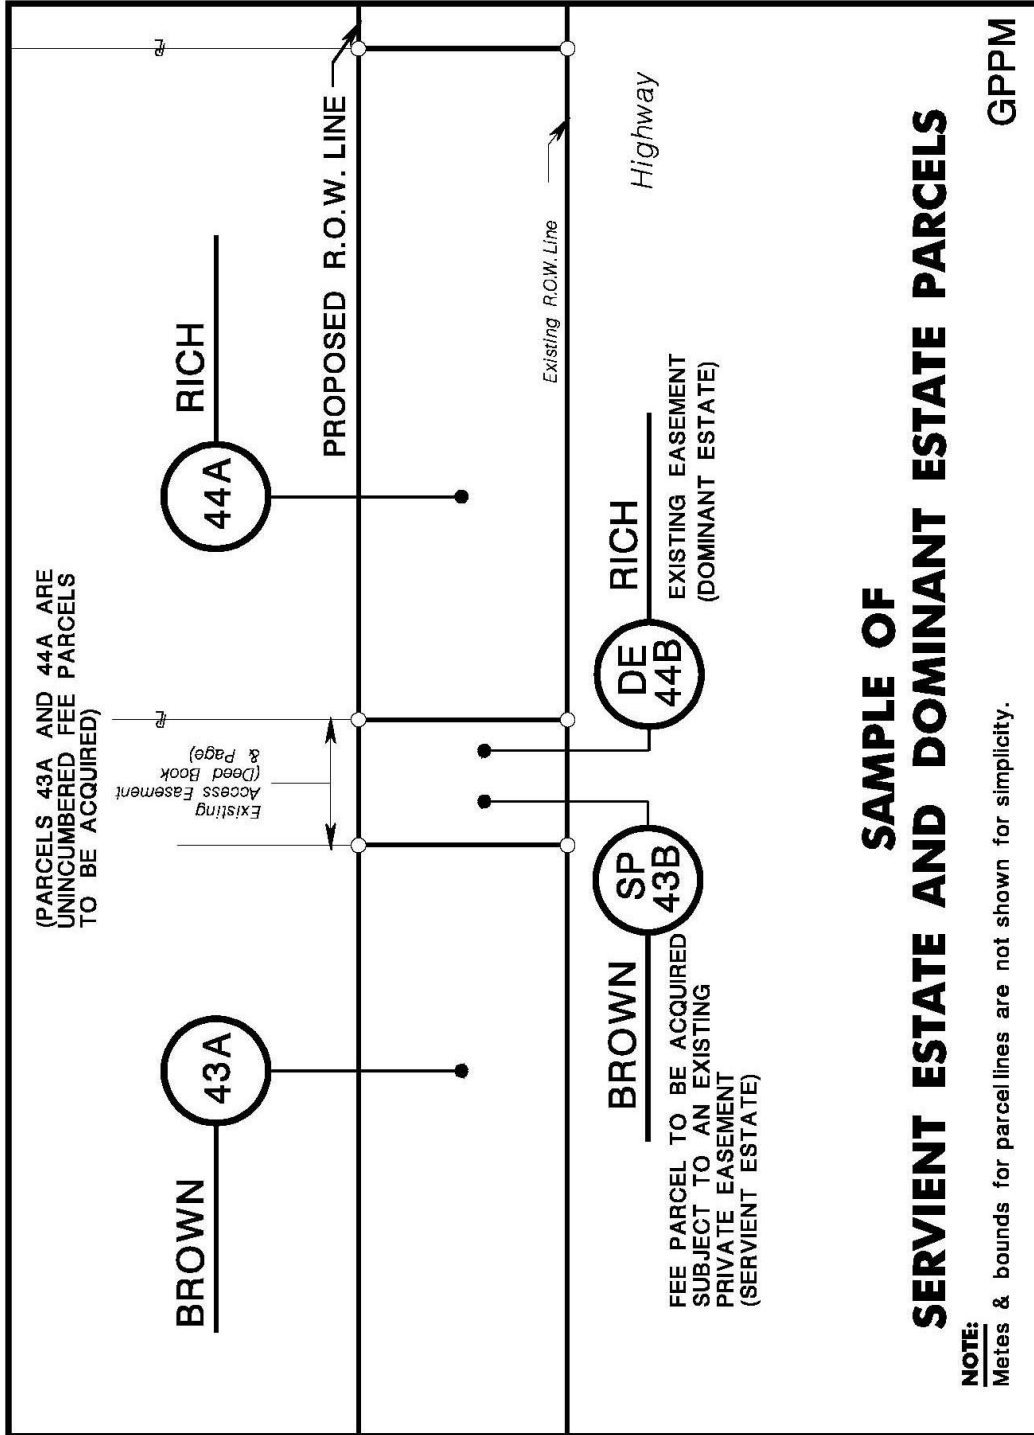 (PARCELS 43A AND 44A ARE
UNINCUMBERED FEE PARCELS
TO BE ACQUIRED)
BROWN
43A
44A
RICH
Existing
Access Easement
(Deed Book
& Page)
PL
PL
PROPOSED R.O.W. LINE
Existing R.O.W. Line
Highway
BROWN
SP
43B
DE
44B
RICH
FEE PARCEL TO BE ACQUIRED
SUBJECT TO AN EXISTING
PRIVATE EASEMENT
(SERVIENT ESTATE)
EXISTING EASEMENT
(DOMINANT ESTATE)
SAMPLE OF
SERVIENT ESTATE AND DOMINANT ESTATE PARCELS
NOTE:
Metes & bounds for parcel lines are not shown for simplicity.
GPPM